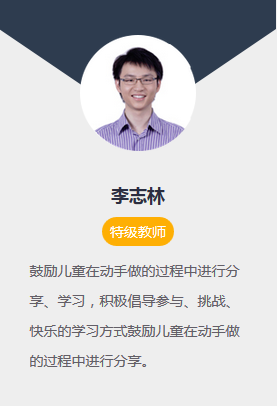 李志林
特级教师
鼓励儿童在动手做的过程中进行分
享、学习，积极倡导参与、挑战、
快乐的学习方式鼓励儿童在动手做
的过程中进行分享。